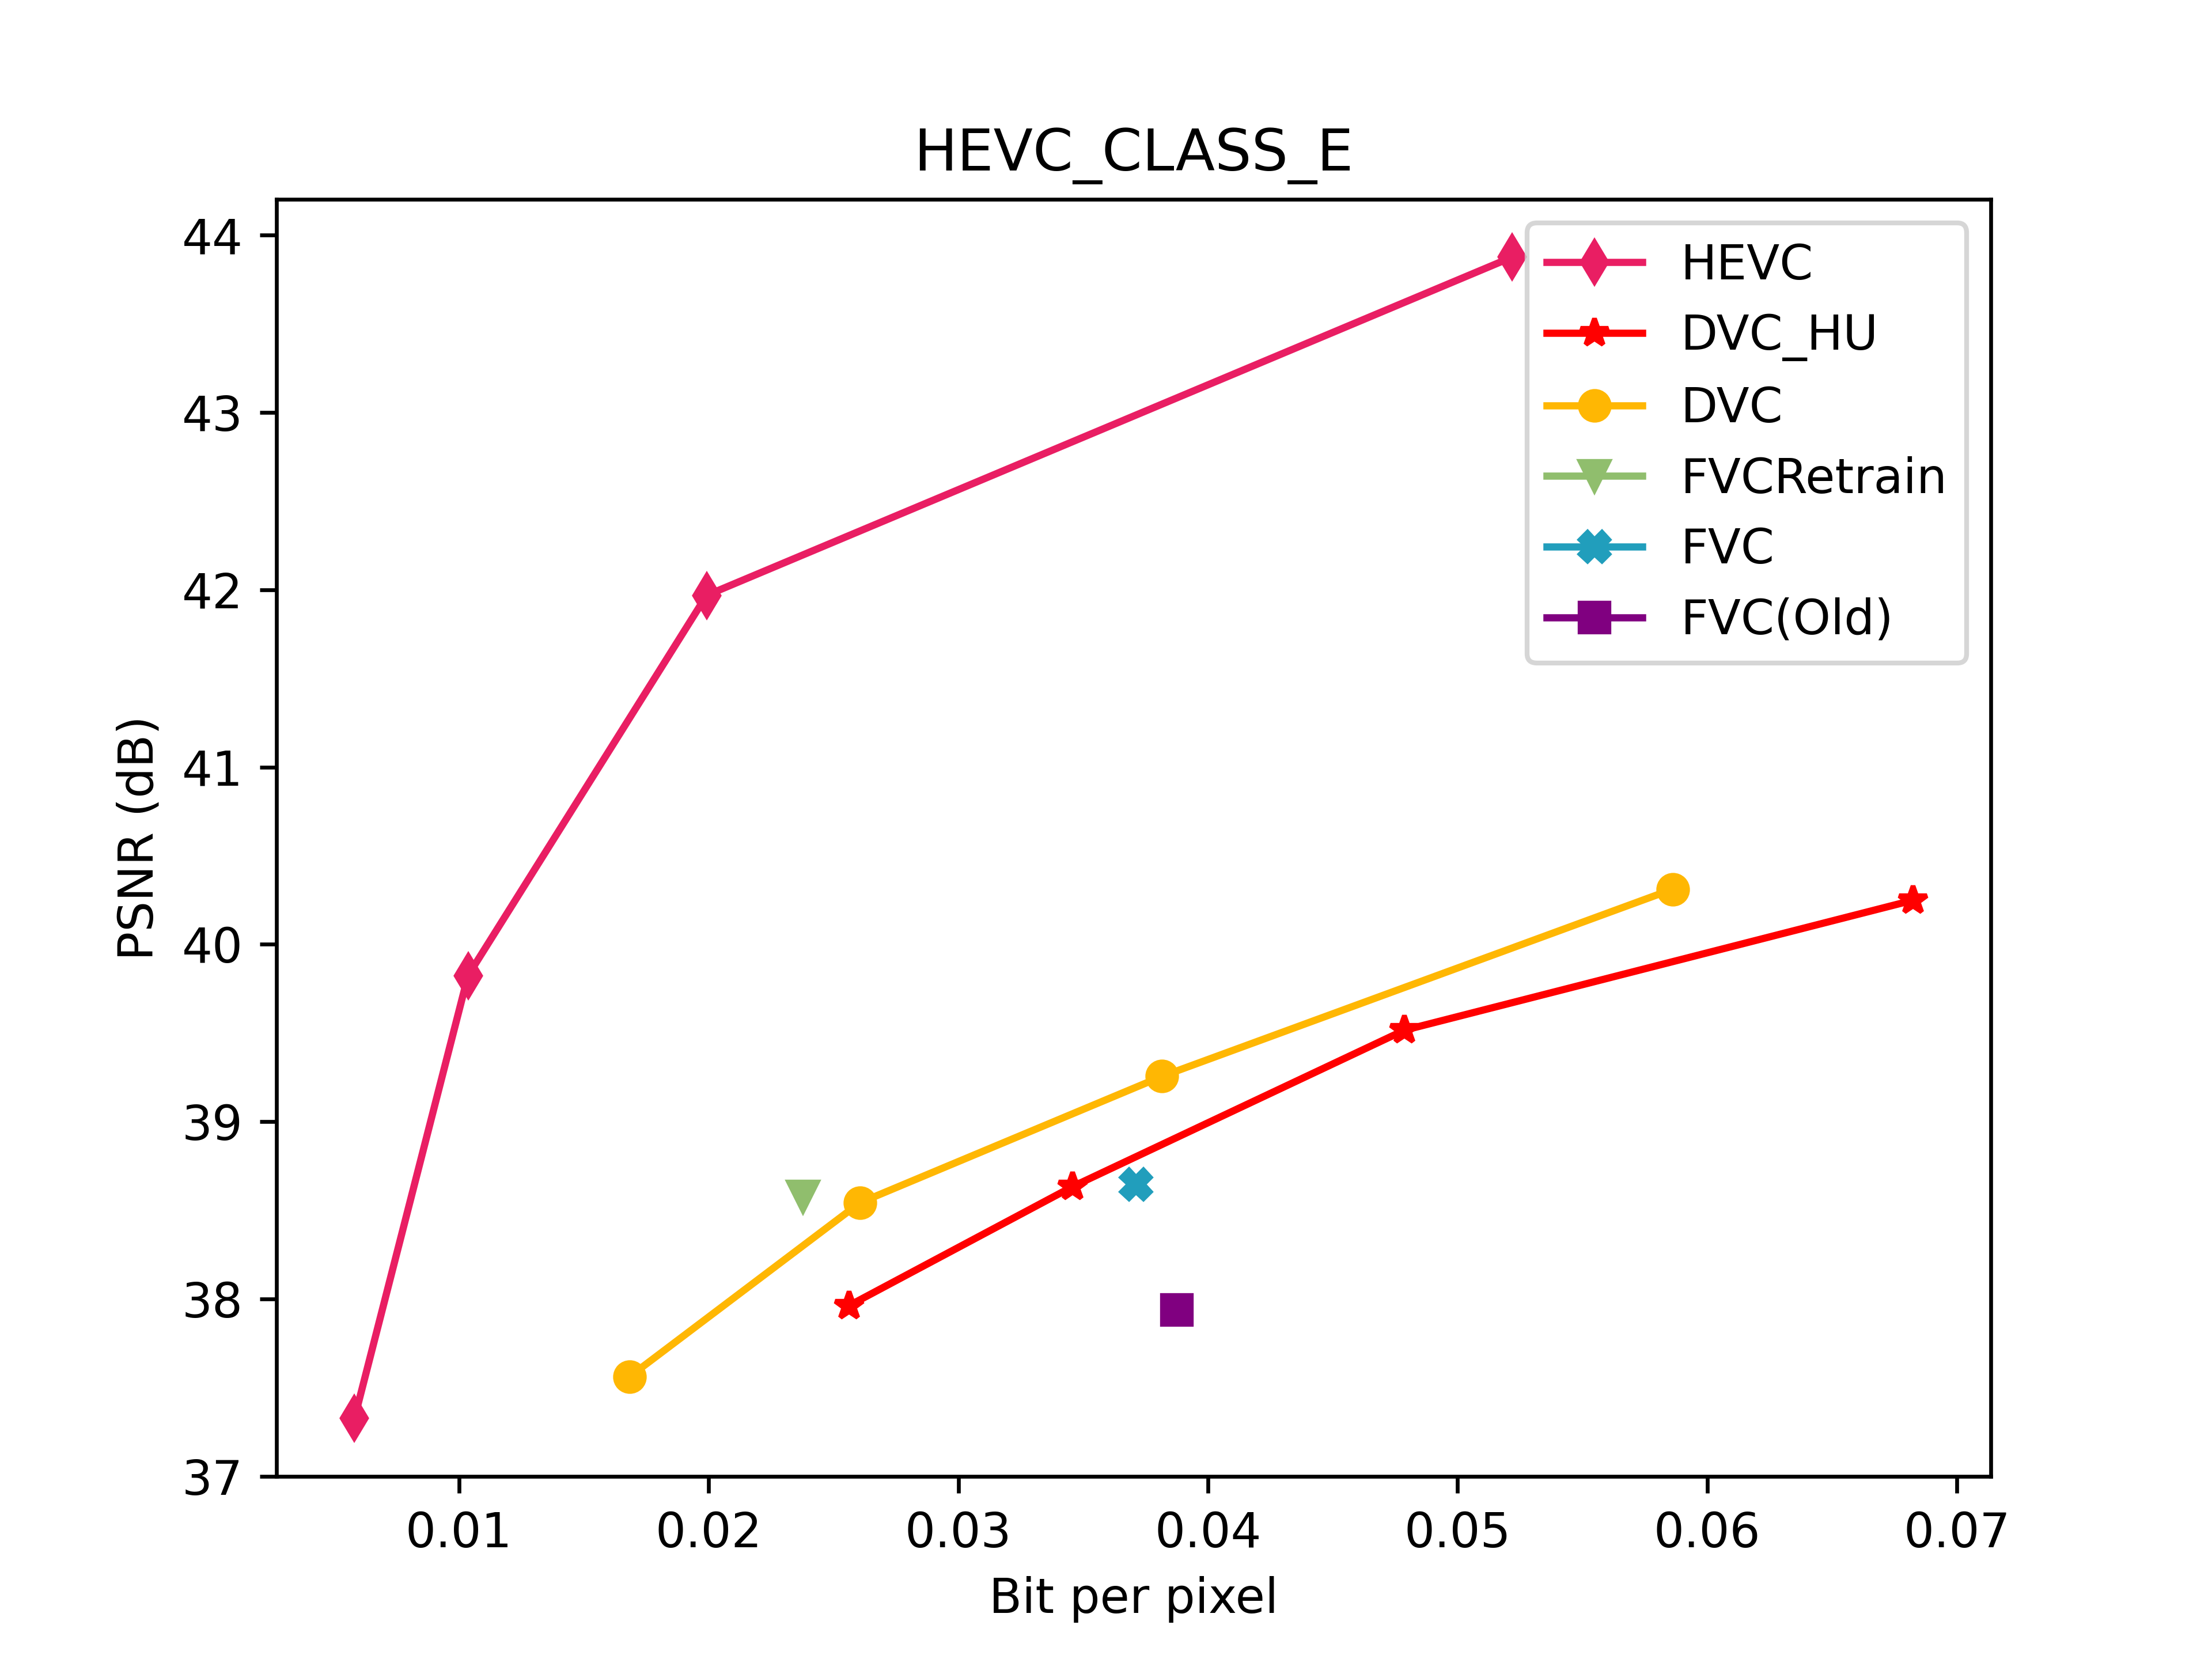 HEVC_CLASS_E
44
43
42
41
40
39
38
37
PSNR (dB)
HEVC
DVC_HU
DVC
FVCRetrain
FVC
FVC(Old)
0.01 0.02 0.03 0.04 0.05 0.06 0.07
Bit per pixel